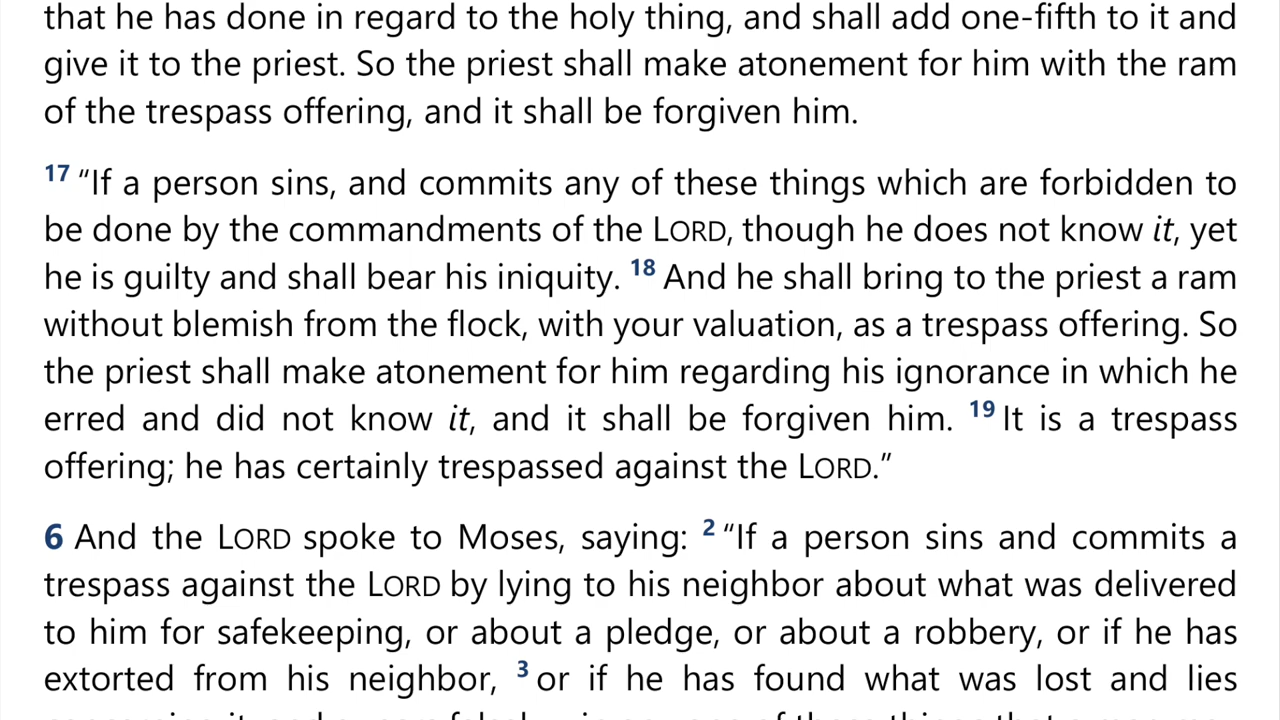 that he has done in regard to the holy thing, and shall add one-fifth to it and
give it to the priest. So the priest shall make atonement for him with the ram
of the trespass offering, and it shall be forgiven him.
17 “If a person sins, and commits any of these things which are forbidden to
be done by the commandments of the LORD, though he does not know it, yet
he is guilty and shall bear his iniquity. 18 And he shall bring to the priest a ram
without blemish from the flock, with your valuation, as a trespass offering. So
the priest shall make atonement for him regarding his ignorance in which he
erred and did not know it, and it shall be forgiven him. 19 It is a trespass
offering; he has certainly trespassed against the LORD.”
6 And the LORD spoke to Moses, saying: 2 “If a person sins and commits a
trespass against the LORD by lying to his neighbor about what was delivered
to him for safekeeping, or about a pledge, or about a robbery, or if he has
extorted from his neighbor, 3 or if he has found what was lost and lies